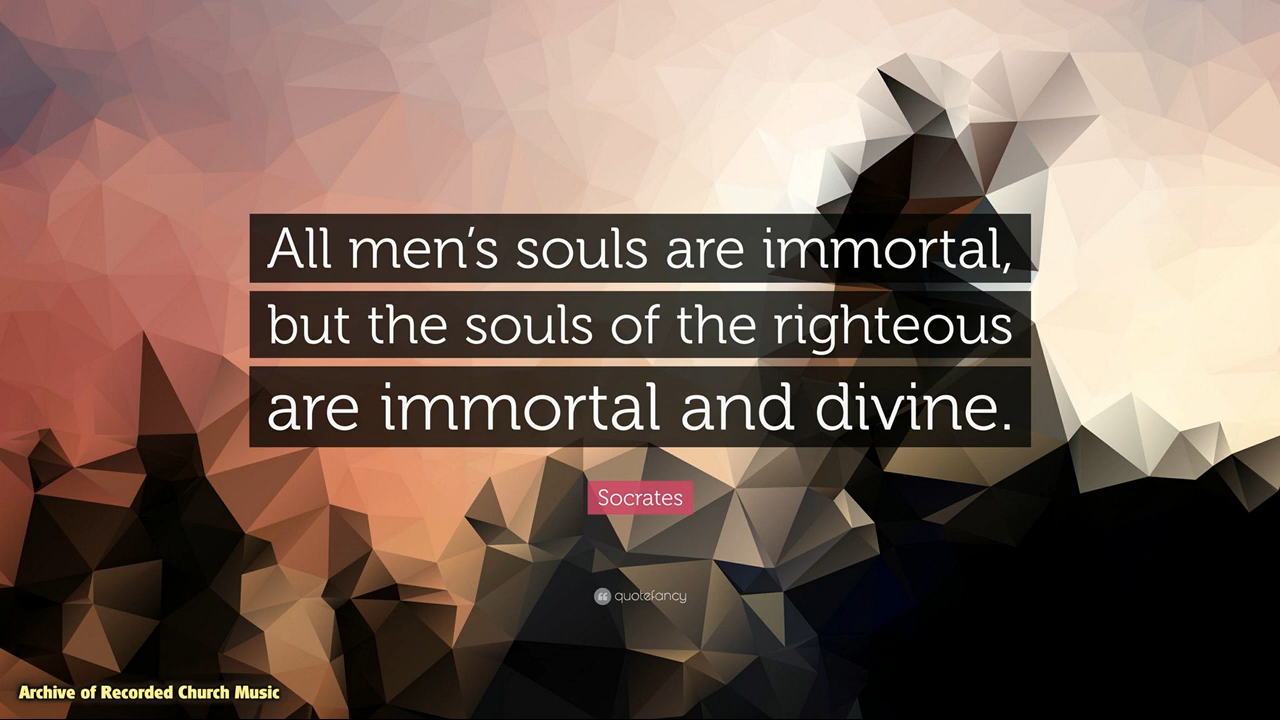 All men’s souls are immortal,
but the souls of the righteous
are immortal and divine.
Socrates
quotefancy
Archive of Recorded Church Music